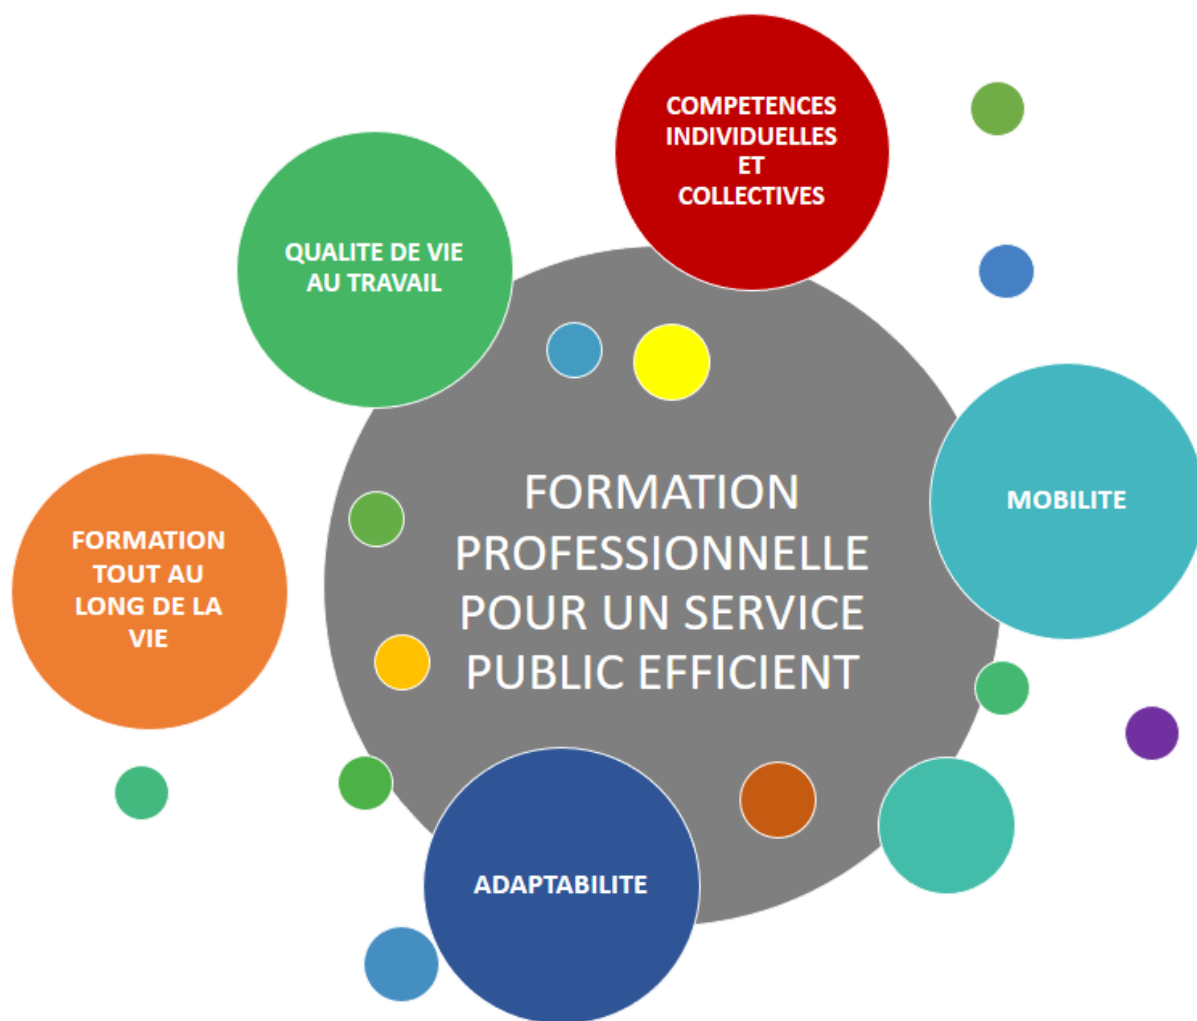 COMPETENCES
INDIVIDUELLES
ET
COLLECTIVES
QUALITE DE VIE
AU TRAVAIL
MOBILITE
FORMATION
PROFESSIONNELLE
POUR UN SERVICE
PUBLIC EFFICIENT
FORMATION
TOUT AU
LONG DE LA
VIE
ADAPTABILITE